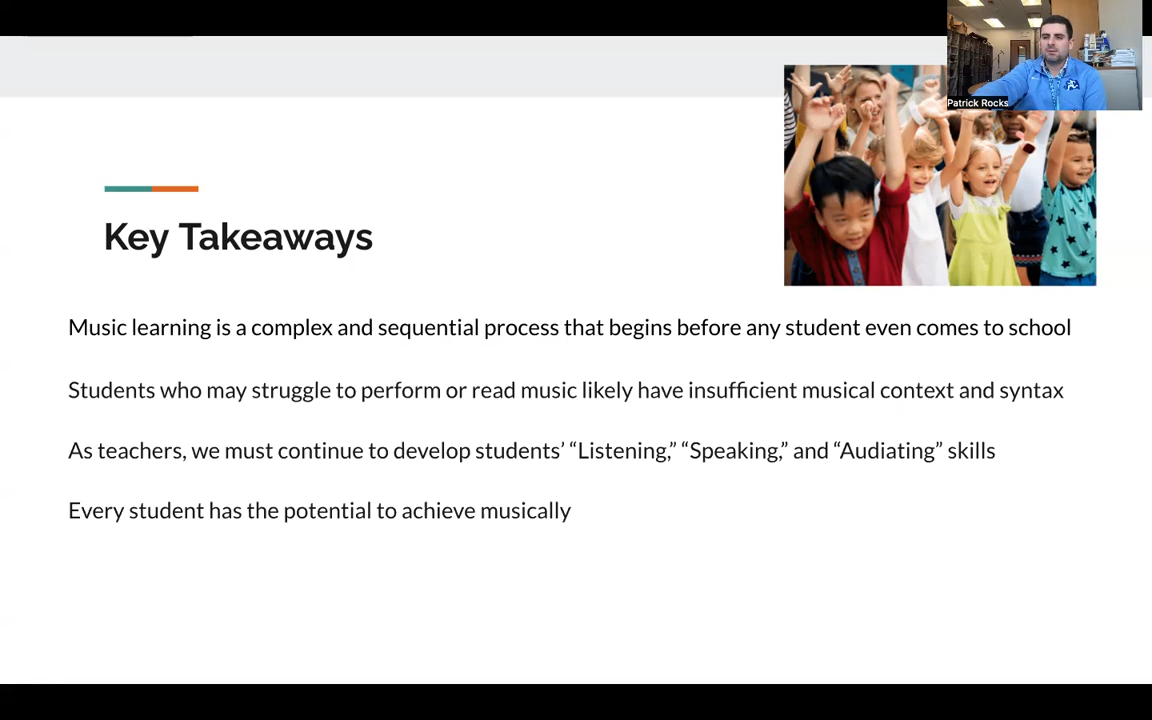 Patrick Rocks
Key Takeaways
Music learning is a complex and sequential process that begins before any student even comes to school
Students who may struggle to perform or read music likely have insufficient musical context and syntax
As teachers, we must continue to develop students’ “Listening,” “Speaking,” and “Audiating” skills
Every student has the potential to achieve musically